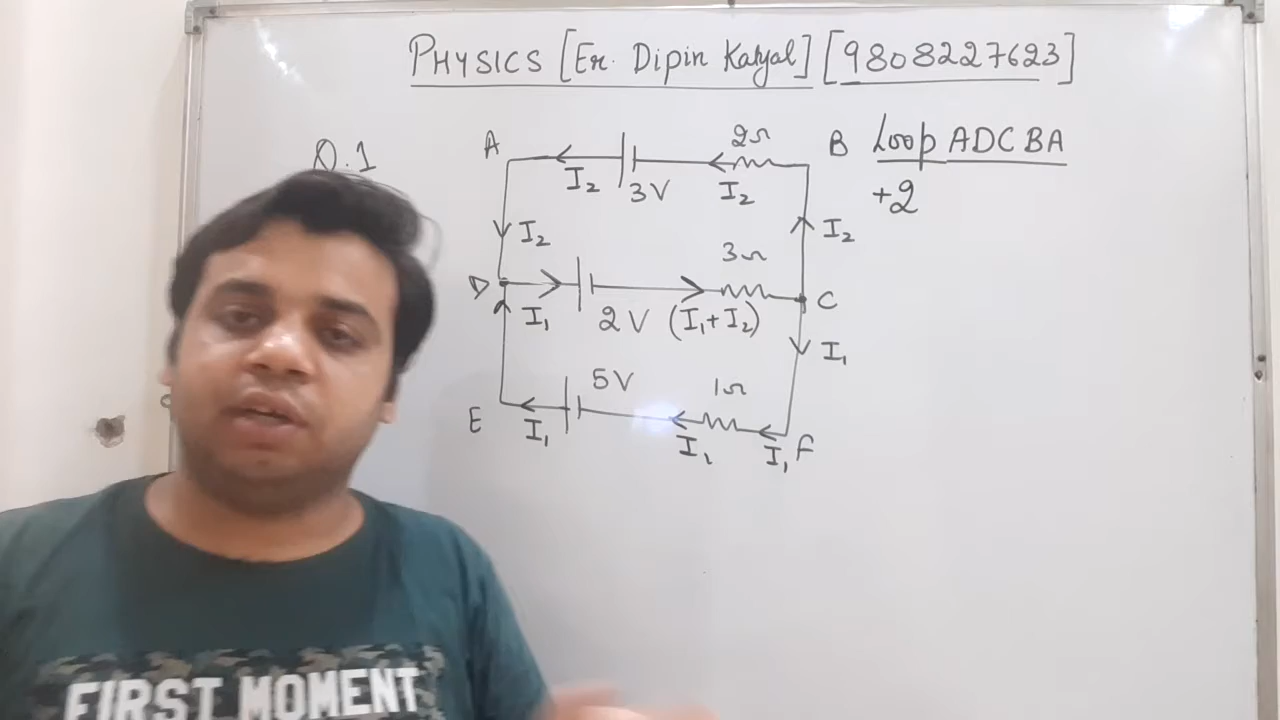 PHYSICS [Er. Dipin Katyal] [9808227623]
Q.1
A
2Ω
B
Loop ADCBA
I₂
3V
I₂
+2
I₂
I₂
3Ω
D
C
I₁
2V
(I₁+I₂)
I₁
5V
1Ω
E
I₁
I₁
I₁
F
FIRST MOMENT